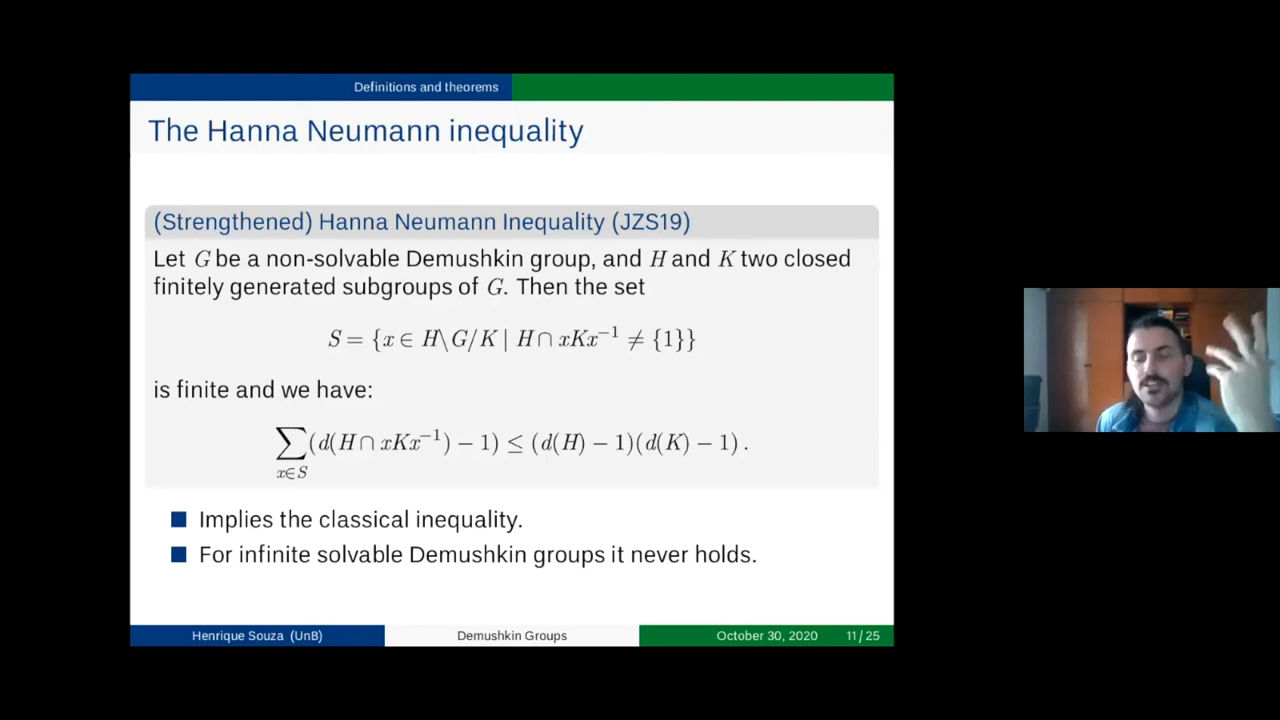 Definitions and theorems
The Hanna Neumann inequality
(Strengthened) Hanna Neumann Inequality (JZS19)
Let G be a non-solvable Demushkin group, and H and K two closed
finitely generated subgroups of G. Then the set
S = {x ∈ H\G/K | H ∩ xKx⁻¹ ≠ {1}}
is finite and we have:
∑_{x∈S} (d(H ∩ xKx⁻¹) − 1) ≤ (d(H) − 1)(d(K) − 1) .
Implies the classical inequality.
For infinite solvable Demushkin groups it never holds.
Henrique Souza (UnB) Demushkin Groups October 30, 2020 11/25